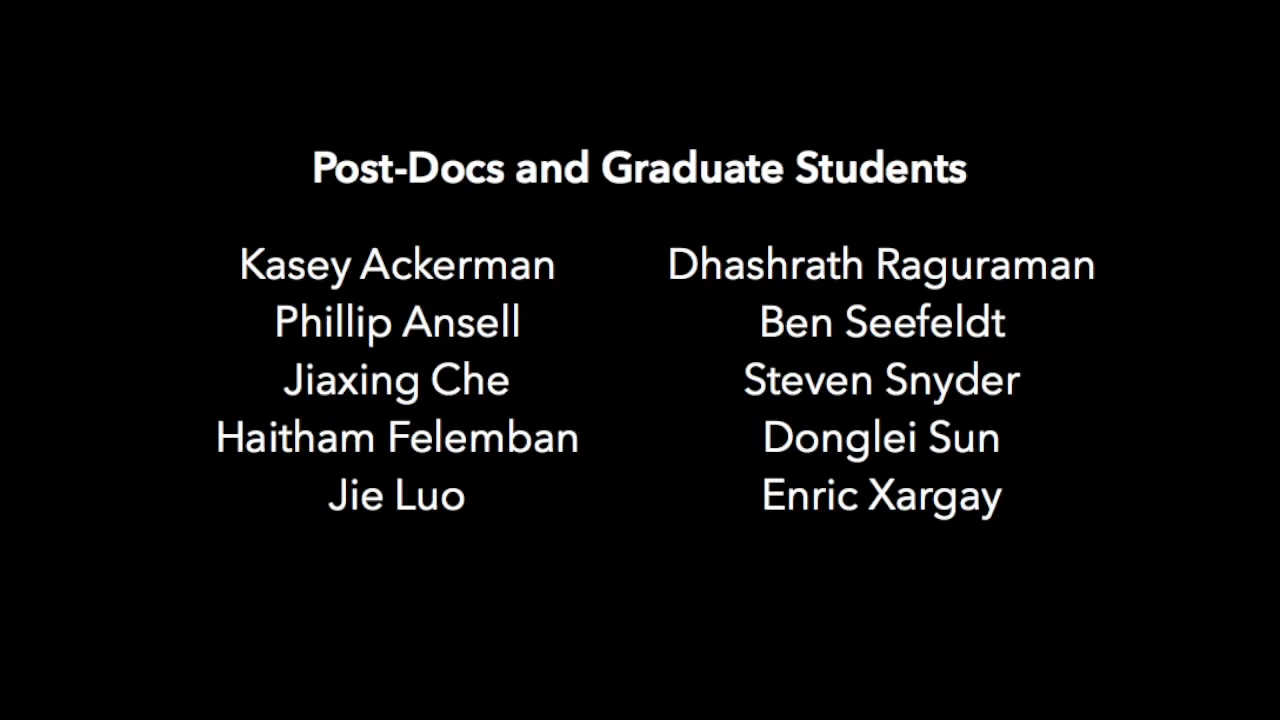 Post-Docs and Graduate Students
Kasey Ackerman
Phillip Ansell
Jiaxing Che
Haitham Felemban
Jie Luo
Dhashrath Raguraman
Ben Seefeldt
Steven Snyder
Donglei Sun
Enric Xargay